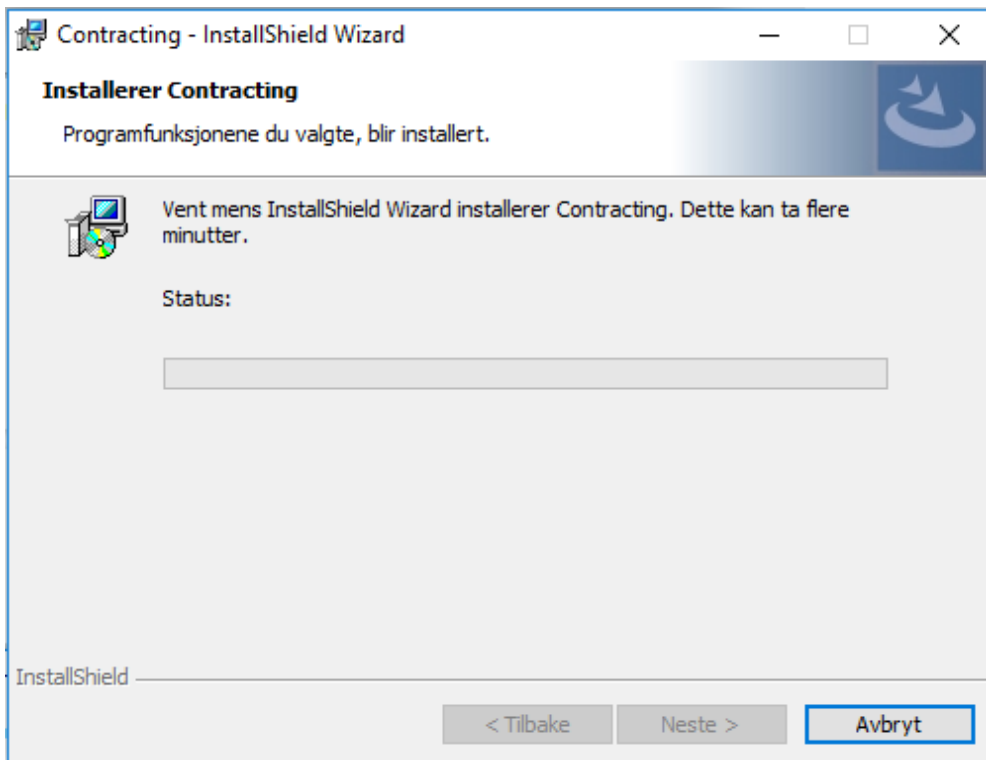 Contracting - InstallShield Wizard
Installerer Contracting
Programfunksjonene du valgte, blir installert.
Vent mens InstallShield Wizard installerer Contracting. Dette kan ta flere
minutter.
Status:
InstallShield
< Tilbake
Neste >
Avbryt